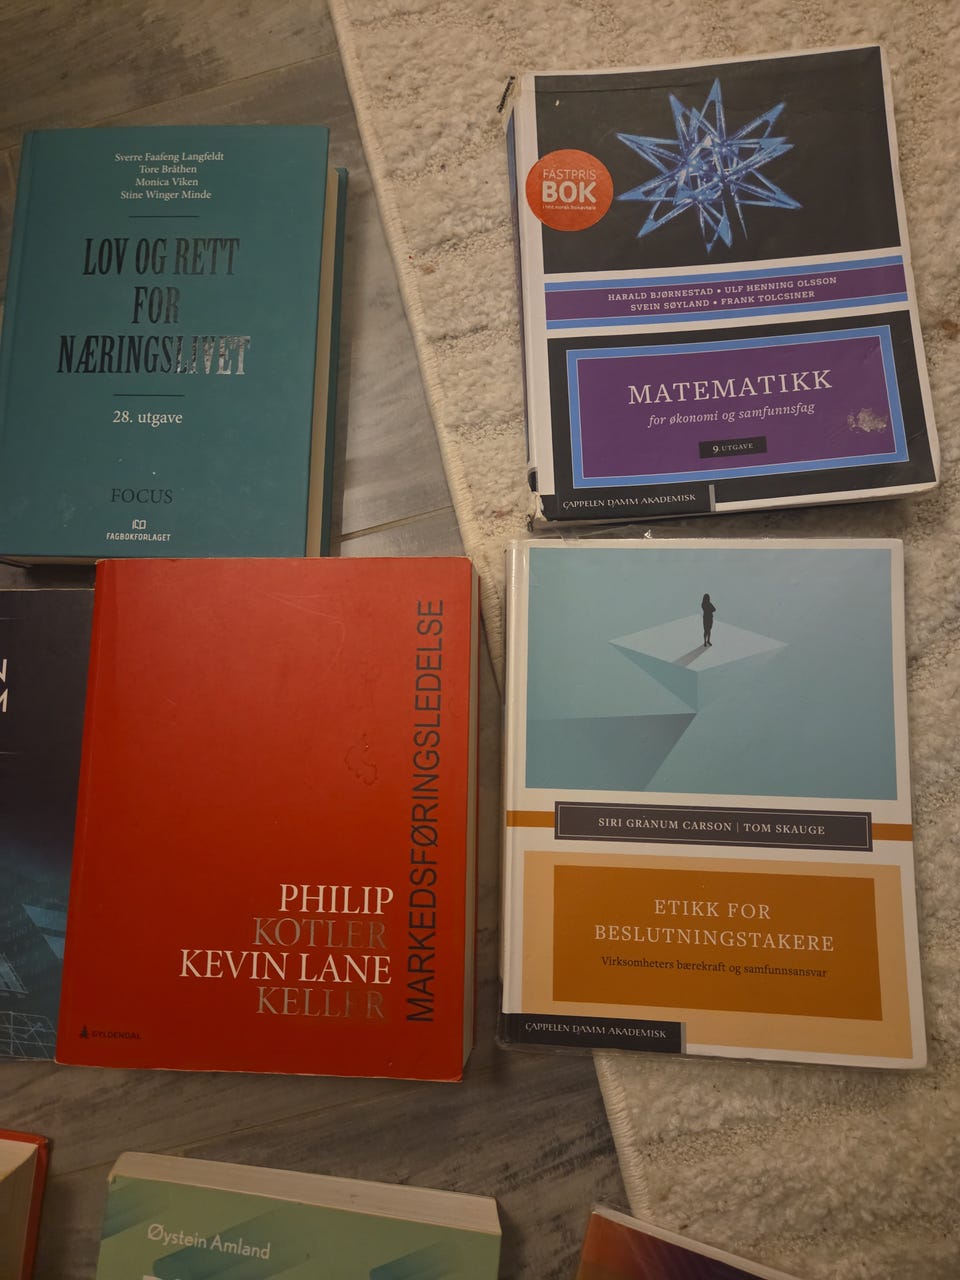 Sverre Faafeng Langfeldt
Tore Bråthen
Monica Viken
Stine Winger Minde
LOV OG RETT
FOR
NÆRINGSLIVET
28. utgave
FOCUS
FAGBOKFORLAGET
FASTPRIS
BOK
HARALD BJØRNESTAD • ULF HENNING OLSSON
SVEIN SØYLAND • FRANK TOLCSINER
MATEMATIKK
for økonomi og samfunnsfag
9. UTGAVE
CAPPELEN DAMM AKADEMISK
N
M
MARKEDSFØRINGSLEDELSE
PHILIP
KOTLER
KEVIN LANE
KELLER
GYLDENDAL
SIRI GRANUM CARSON | TOM SKAUGE
ETIKK FOR
BESLUTNINGSTAKERE
Virksomheters bærekraft og samfunnsansvar
CAPPELEN DAMM AKADEMISK
Øystein Amland